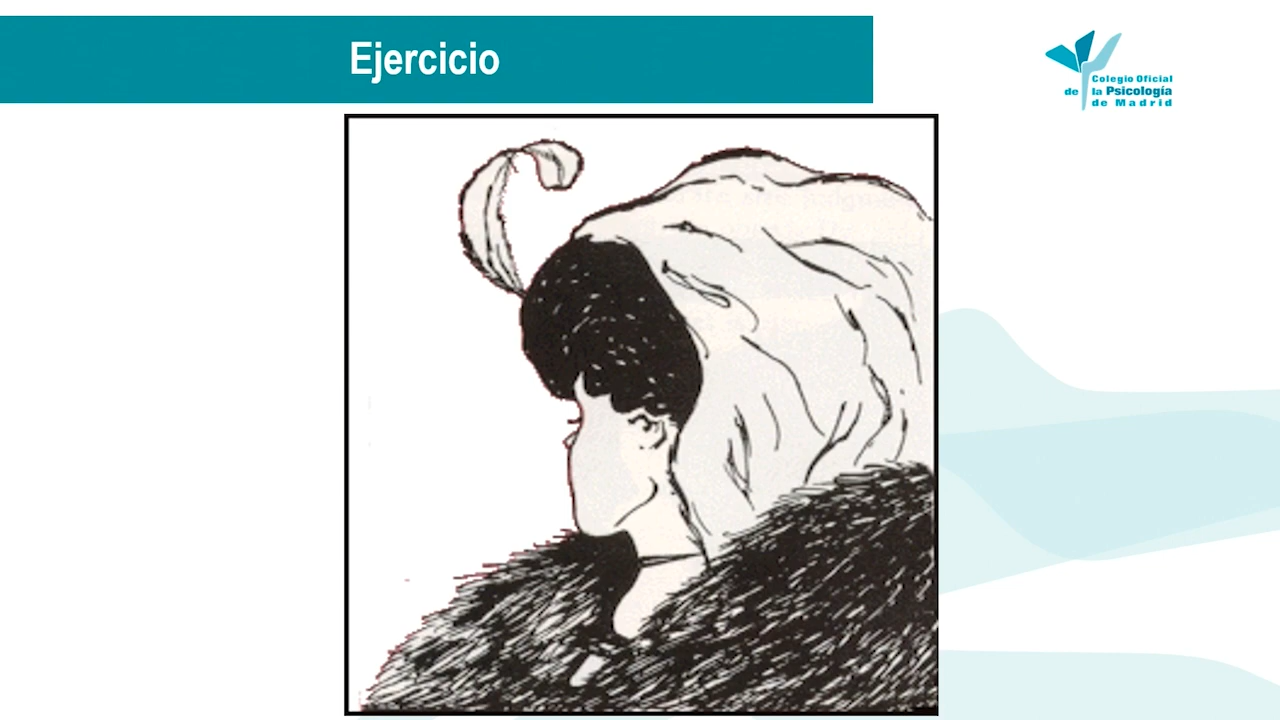 Ejercicio
Colegio Oficial
de la Psicología
de Madrid